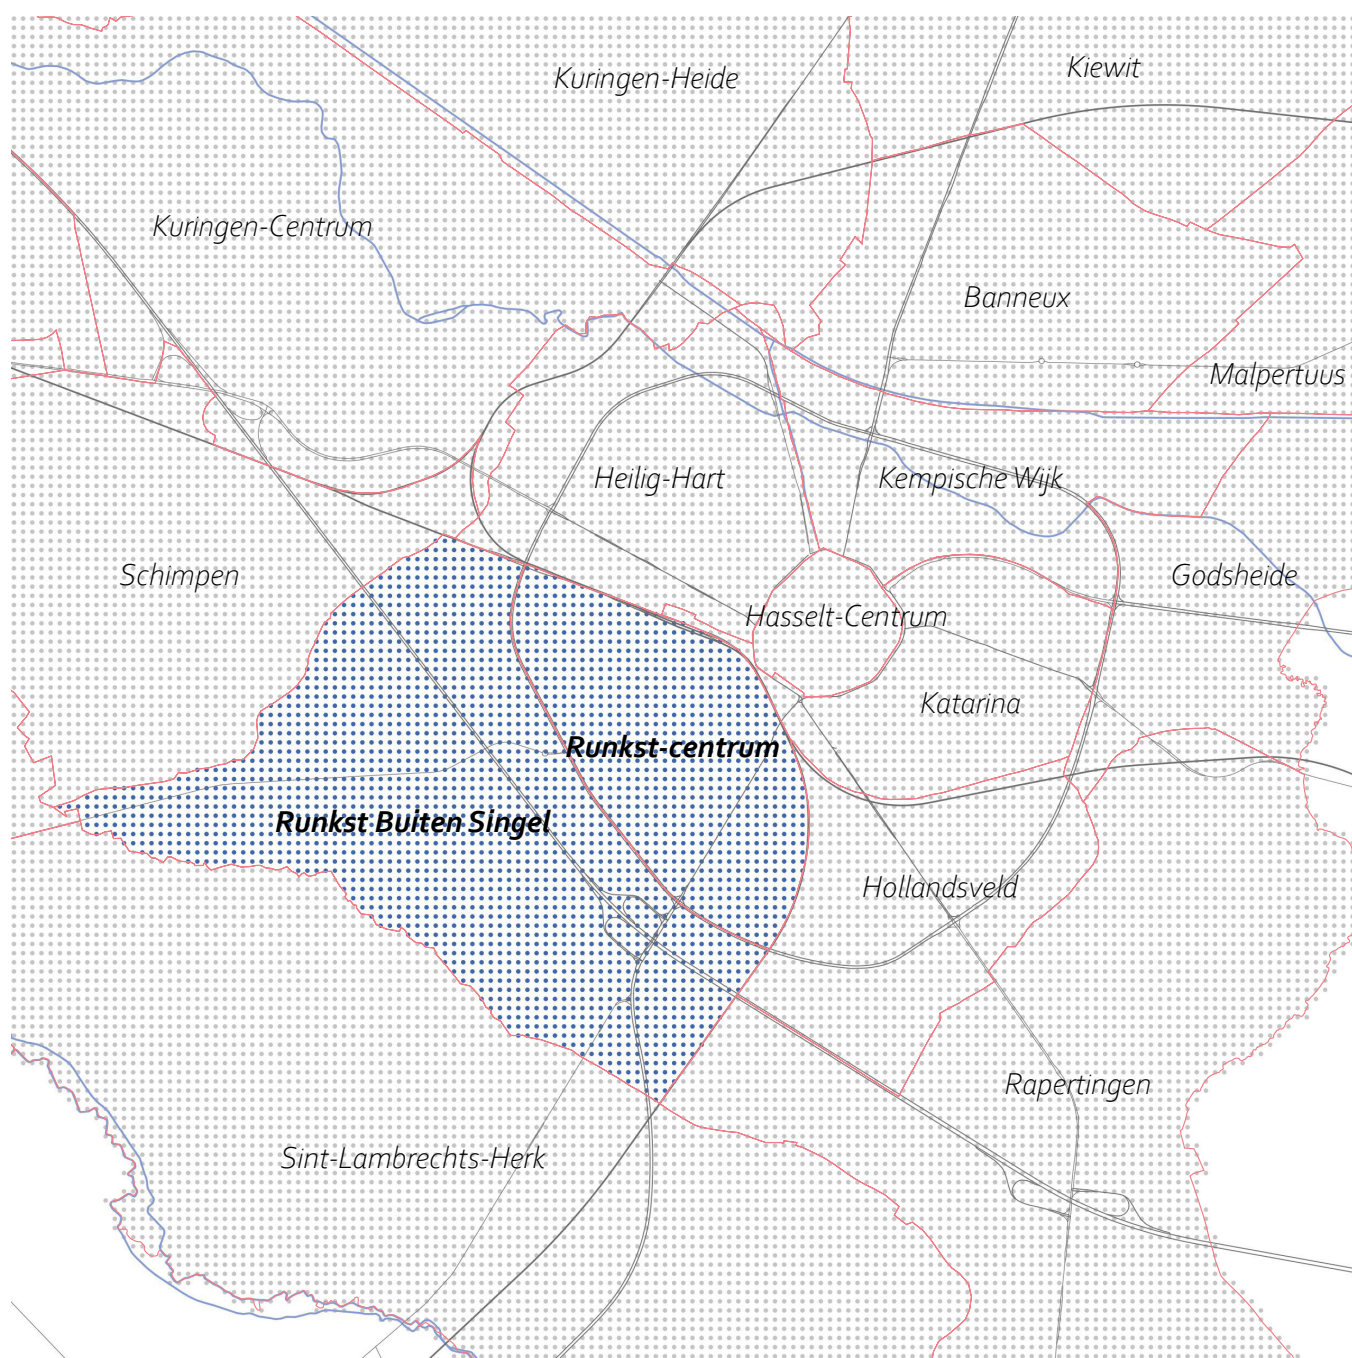 Kiewit
Kuringen-Heide
Kuringen-Centrum
Banneux
Malpertuus
Heilig-Hart
Kempische Wijk
Schimpen
Godsheide
Hasselt-Centrum
Katarina
Runkst-centrum
Runkst Buiten Singel
Hollandsveld
Rapertingen
Sint-Lambrechts-Herk